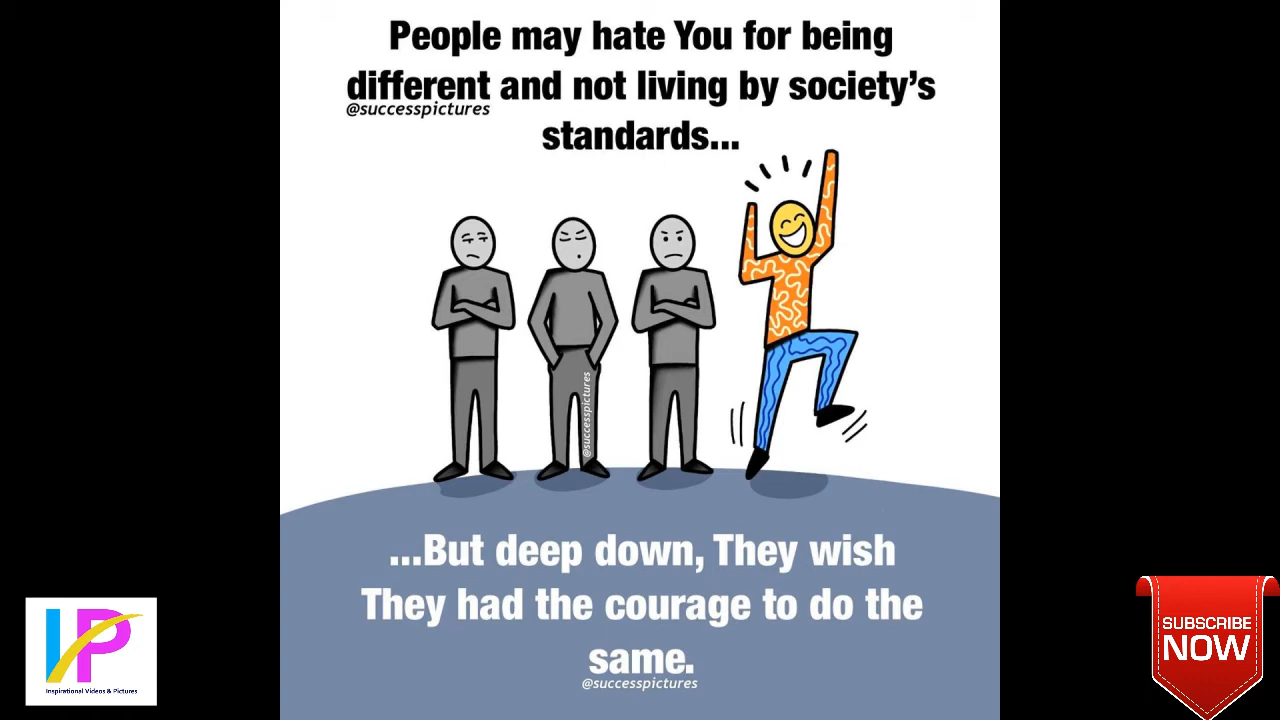 People may hate You for being
different and not living by society's
@successpictures
standards...
@successpictures
...But deep down, They wish
They had the courage to do the
same.
@successpictures
IP
Inspirational Videos & Pictures
SUBSCRIBE
NOW